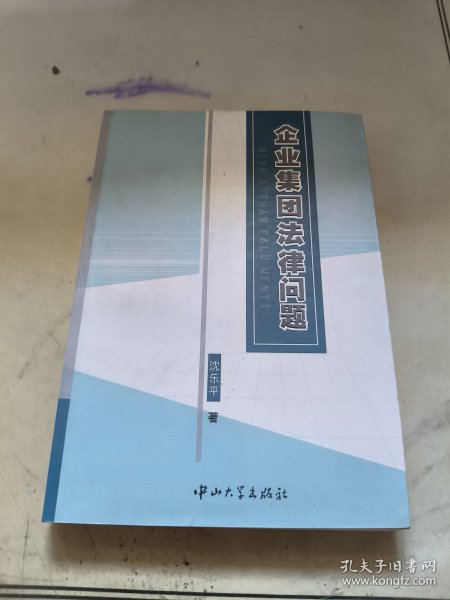 企业集团法律问题
QIYE JITUAN FALU WENTI
沈乐平
著
中山大学出版社
孔夫子旧书网
www.kongfz.com